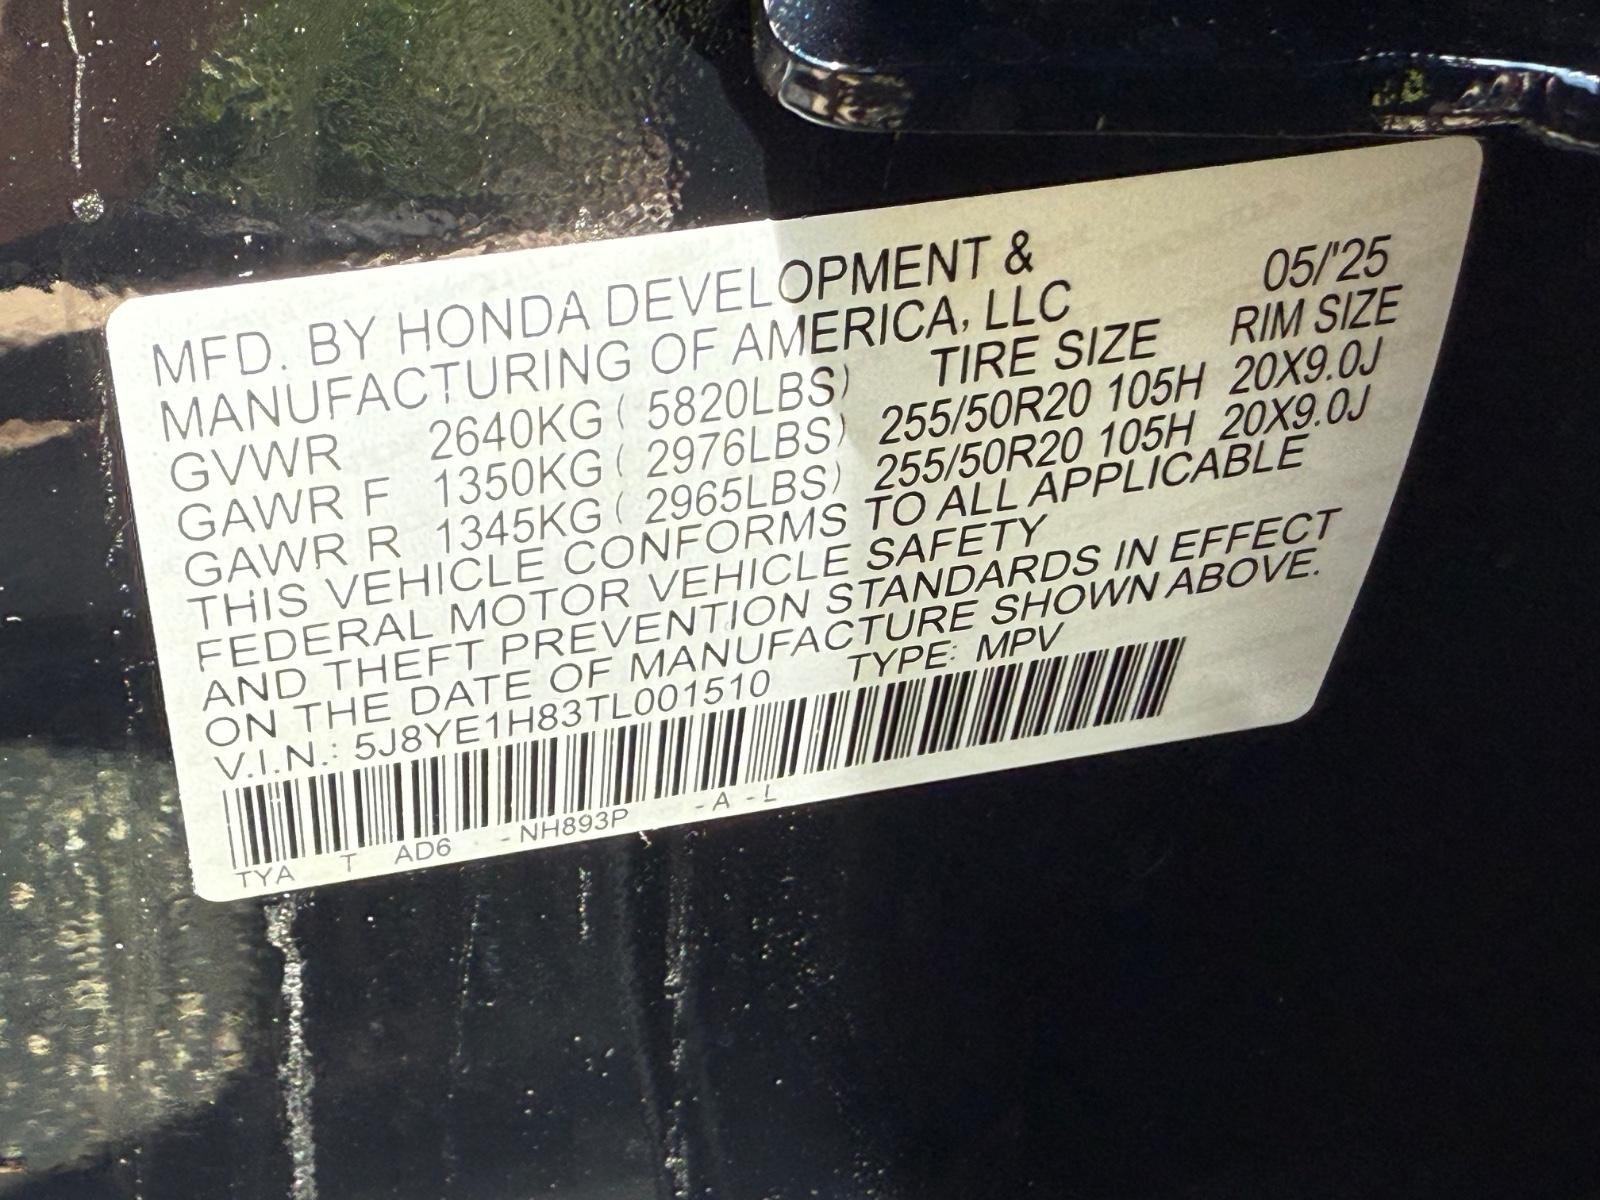 MFD. BY HONDA DEVELOPMENT & 05/'25
MANUFACTURING OF AMERICA, LLC
TIRE SIZE RIM SIZE
GVWR 2640KG ( 5820LBS)
GAWR F 1350KG ( 2976LBS) 255/50R20 105H 20X9.0J
GAWR R 1345KG ( 2965LBS) 255/50R20 105H 20X9.0J
THIS VEHICLE CONFORMS TO ALL APPLICABLE
FEDERAL MOTOR VEHICLE SAFETY
AND THEFT PREVENTION STANDARDS IN EFFECT
ON THE DATE OF MANUFACTURE SHOWN ABOVE.
V.I.N.: 5J8YE1H83TL001510 TYPE: MPV
TYA T AD6 - NH893P - A - L